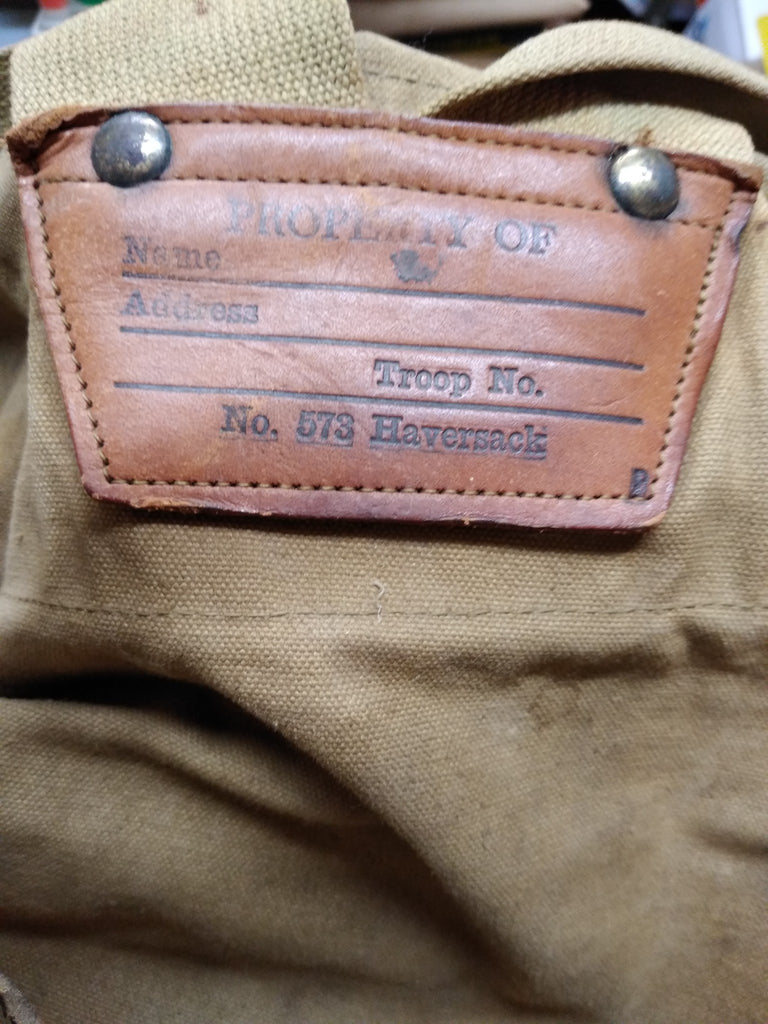 PROPERTY OF
Name
Address
Troop No.
No. 573 Haversack